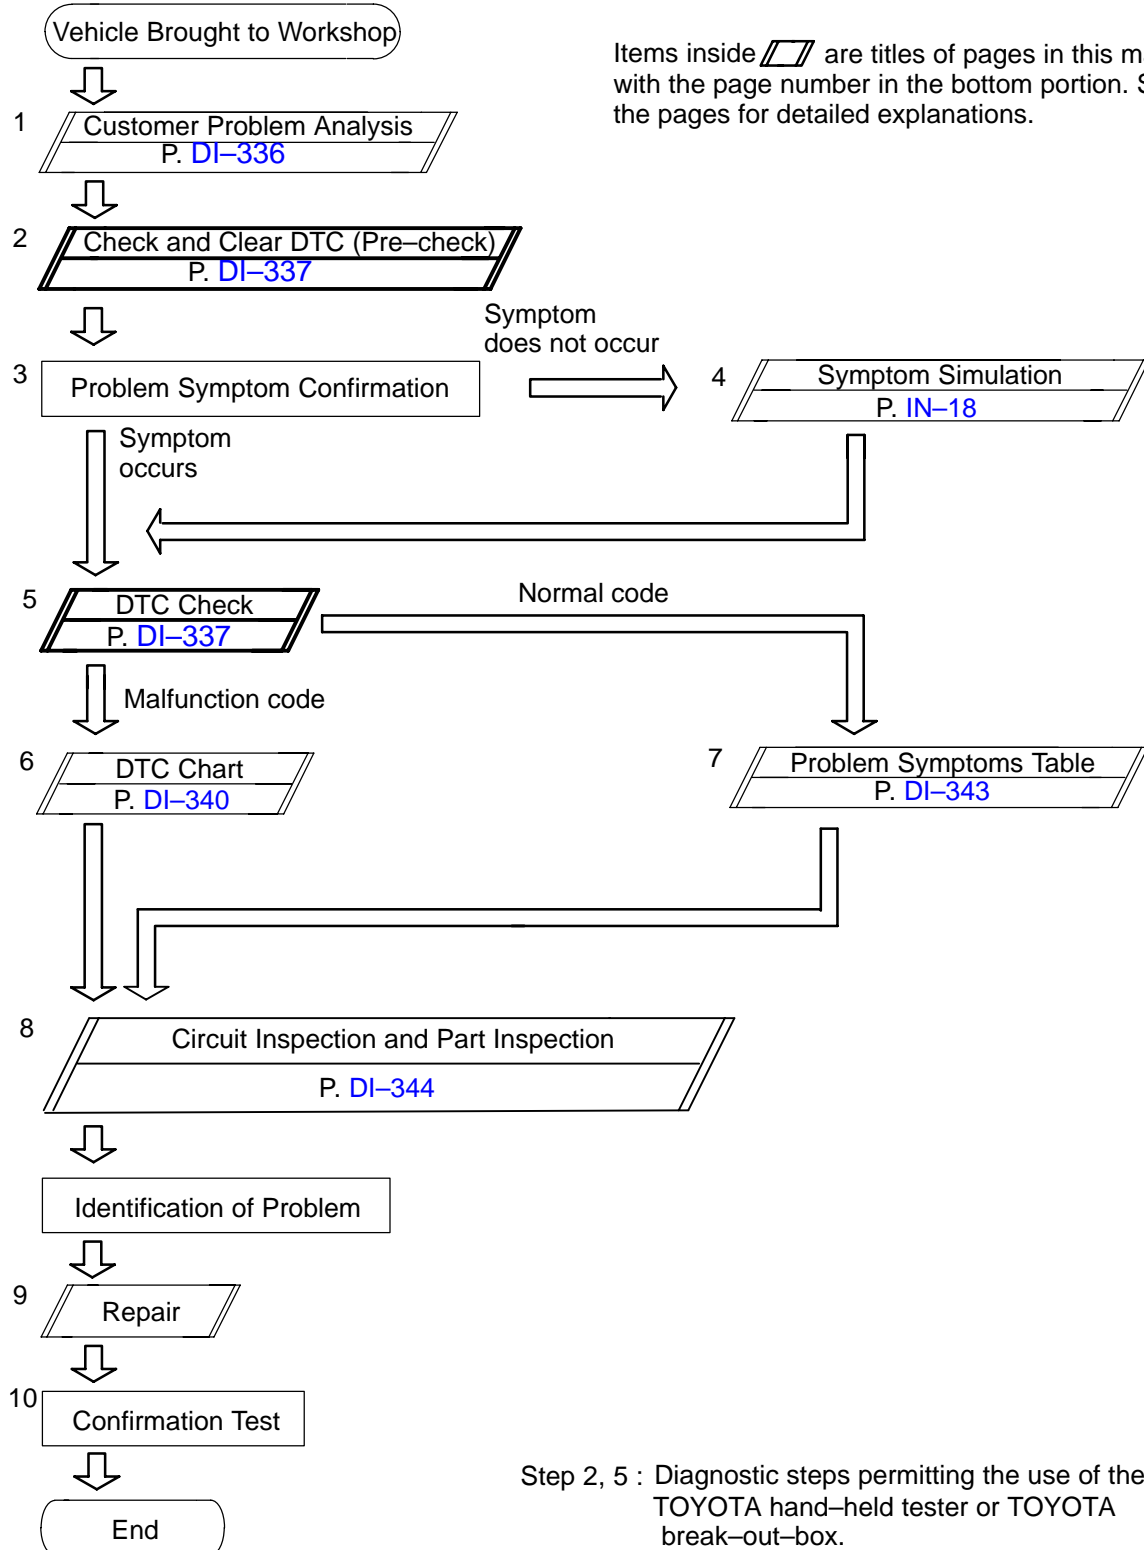 Vehicle Brought to Workshop
Items inside are titles of pages in this
with the page number in the bottom portion.
the pages for detailed explanations.
1
Customer Problem Analysis
P. DI–336
2
Check and Clear DTC (Pre–check)
P. DI–337
Symptom
does not occur
3
Problem Symptom Confirmation
4
Symptom Simulation
P. IN–18
Symptom
occurs
5
DTC Check
P. DI–337
Normal code
Malfunction code
6
DTC Chart
P. DI–340
7
Problem Symptoms Table
P. DI–343
8
Circuit Inspection and Part Inspection
P. DI–344
Identification of Problem
9
Repair
10
Confirmation Test
End
Step 2, 5 : Diagnostic steps permitting the use of the
TOYOTA hand–held tester or TOYOTA
break–out–box.